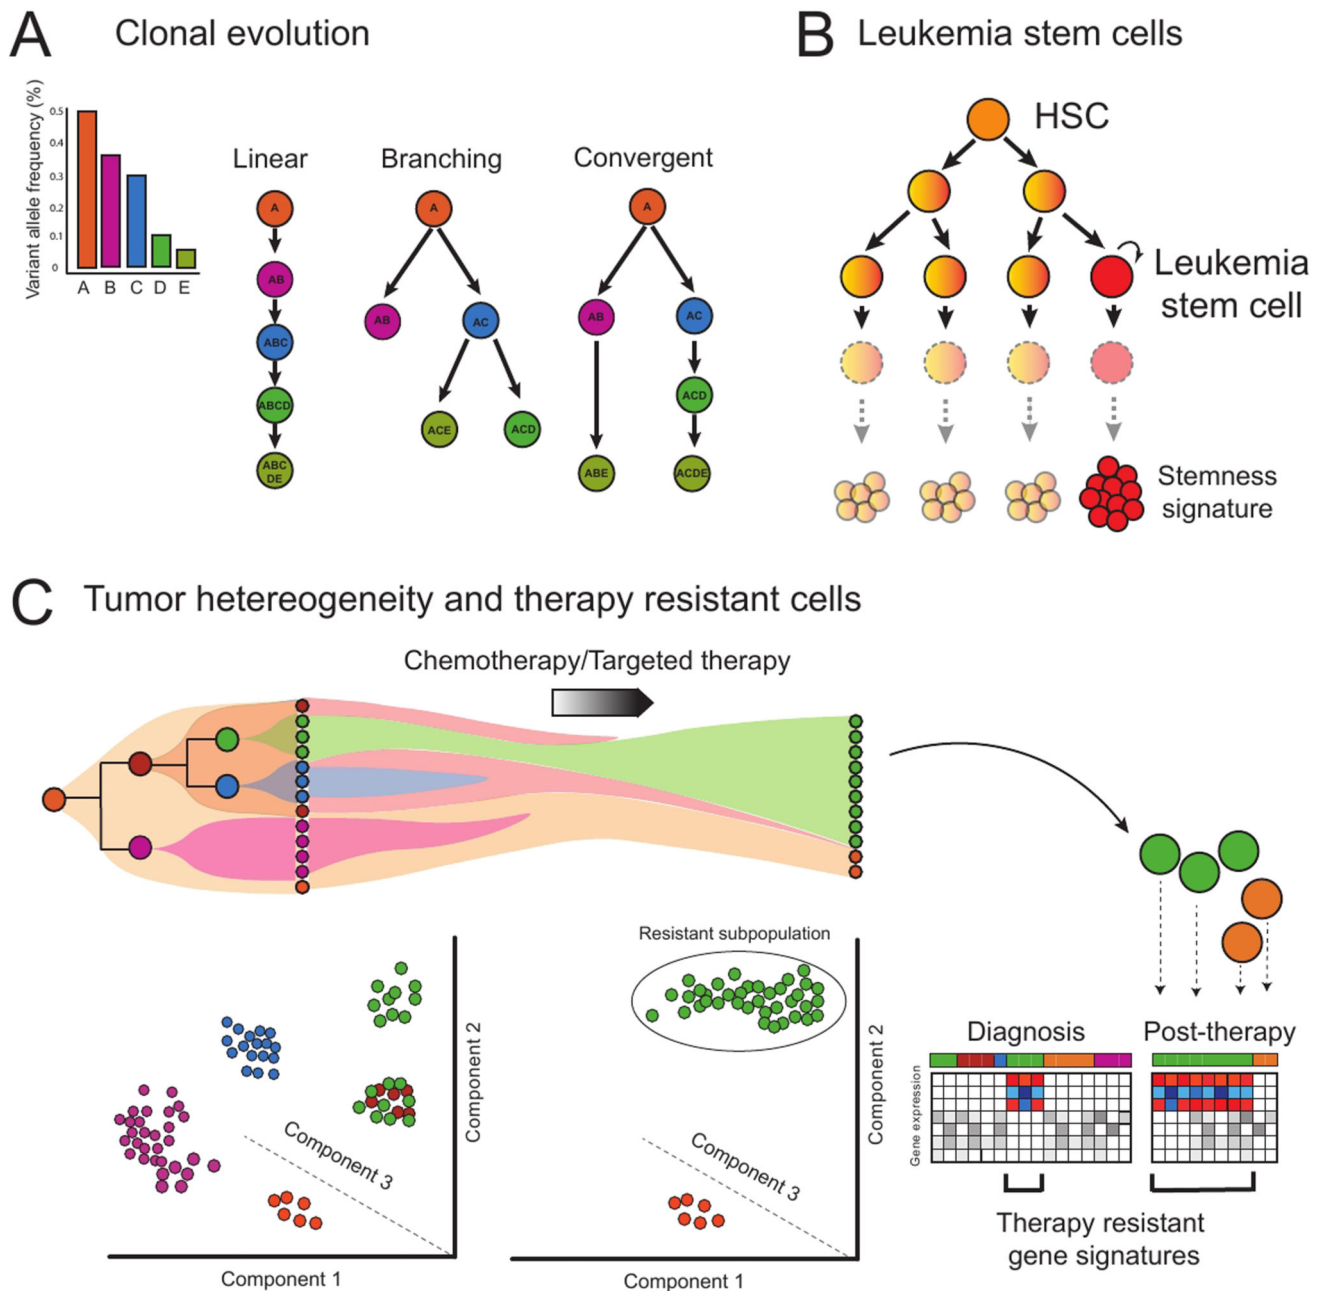 A Clonal evolution
Variant allele frequency (%)
0.5
0.4
0.3
0.2
0.1
0
A B C D E
Linear
A
AB
ABC
ABCD
ABC
DE
Branching
A
AB
AC
ACE
ACD
Convergent
A
AB
AC
ACD
ABE
ACDE
B Leukemia stem cells
HSC
Leukemia
stem cell
Stemness
signature
C Tumor hetereogeneity and therapy resistant cells
Chemotherapy/Targeted therapy
Component 1
Component 2
Component 3
Resistant subpopulation
Component 1
Component 2
Component 3
Diagnosis
Post-therapy
Gene expression
Therapy resistant
gene signatures